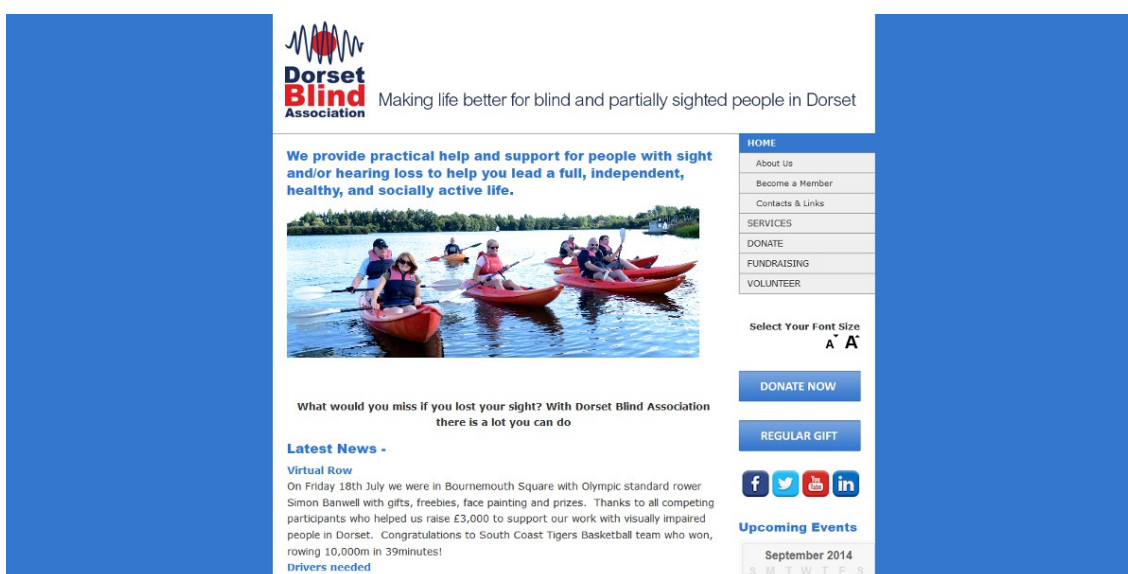 Dorset
Blind
Association
Making life better for blind and partially sighted people in Dorset
We provide practical help and support for people with sight
and/or hearing loss to help you lead a full, independent,
healthy, and socially active life.
What would you miss if you lost your sight? With Dorset Blind Association
there is a lot you can do
Latest News -
Virtual Row
On Friday 18th July we were in Bournemouth Square with Olympic standard rower
Simon Banwell with gifts, freebies, face painting and prizes.  Thanks to all competing
participants who helped us raise £3,000 to support our work with visually impaired
people in Dorset.  Congratulations to South Coast Tigers Basketball team who won,
rowing 10,000m in 39minutes!
Drivers needed
HOME
About Us
Become a Member
Contacts & Links
SERVICES
DONATE
FUNDRAISING
VOLUNTEER
Select Your Font Size
A A
DONATE NOW
REGULAR GIFT
f You Tube in
Upcoming Events
September 2014
S M T W T F S